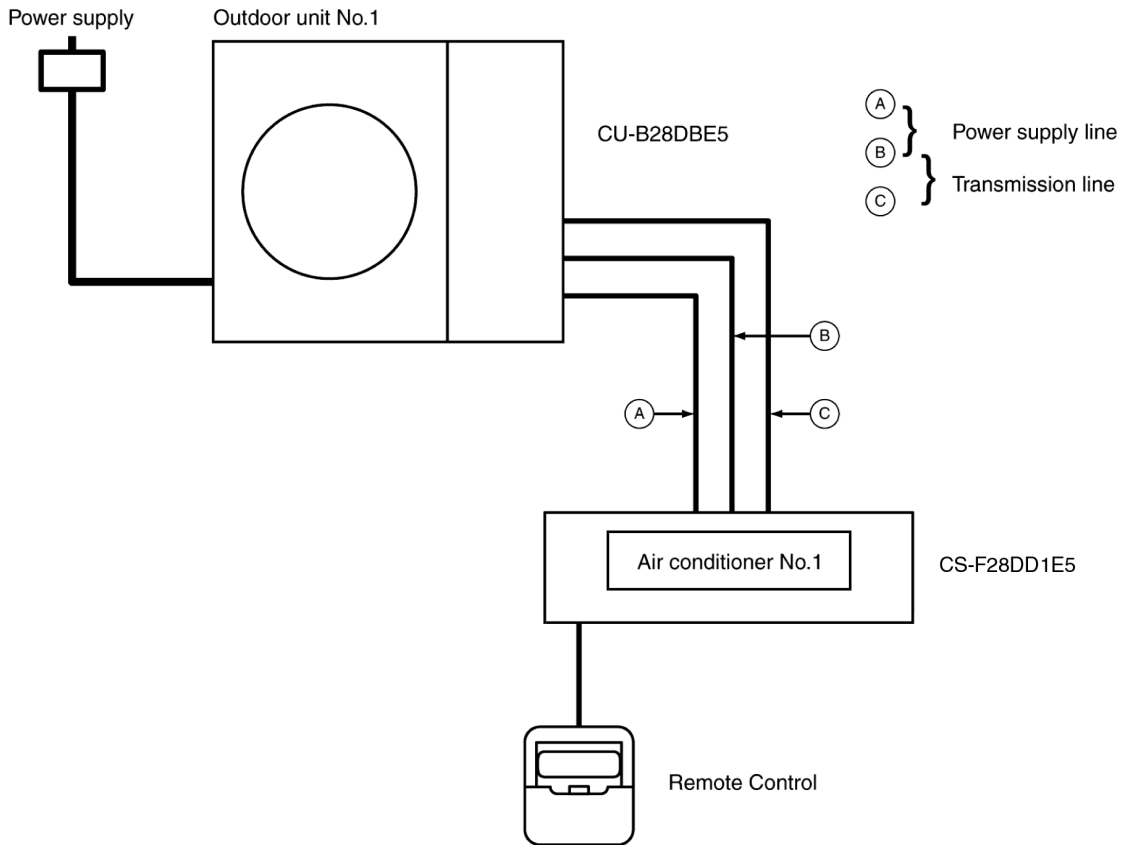 Power supply
Outdoor unit No.1
CU-B28DBE5
A
B
C
Power supply line
Transmission line
B
A
C
Air conditioner No.1
CS-F28DD1E5
Remote Control